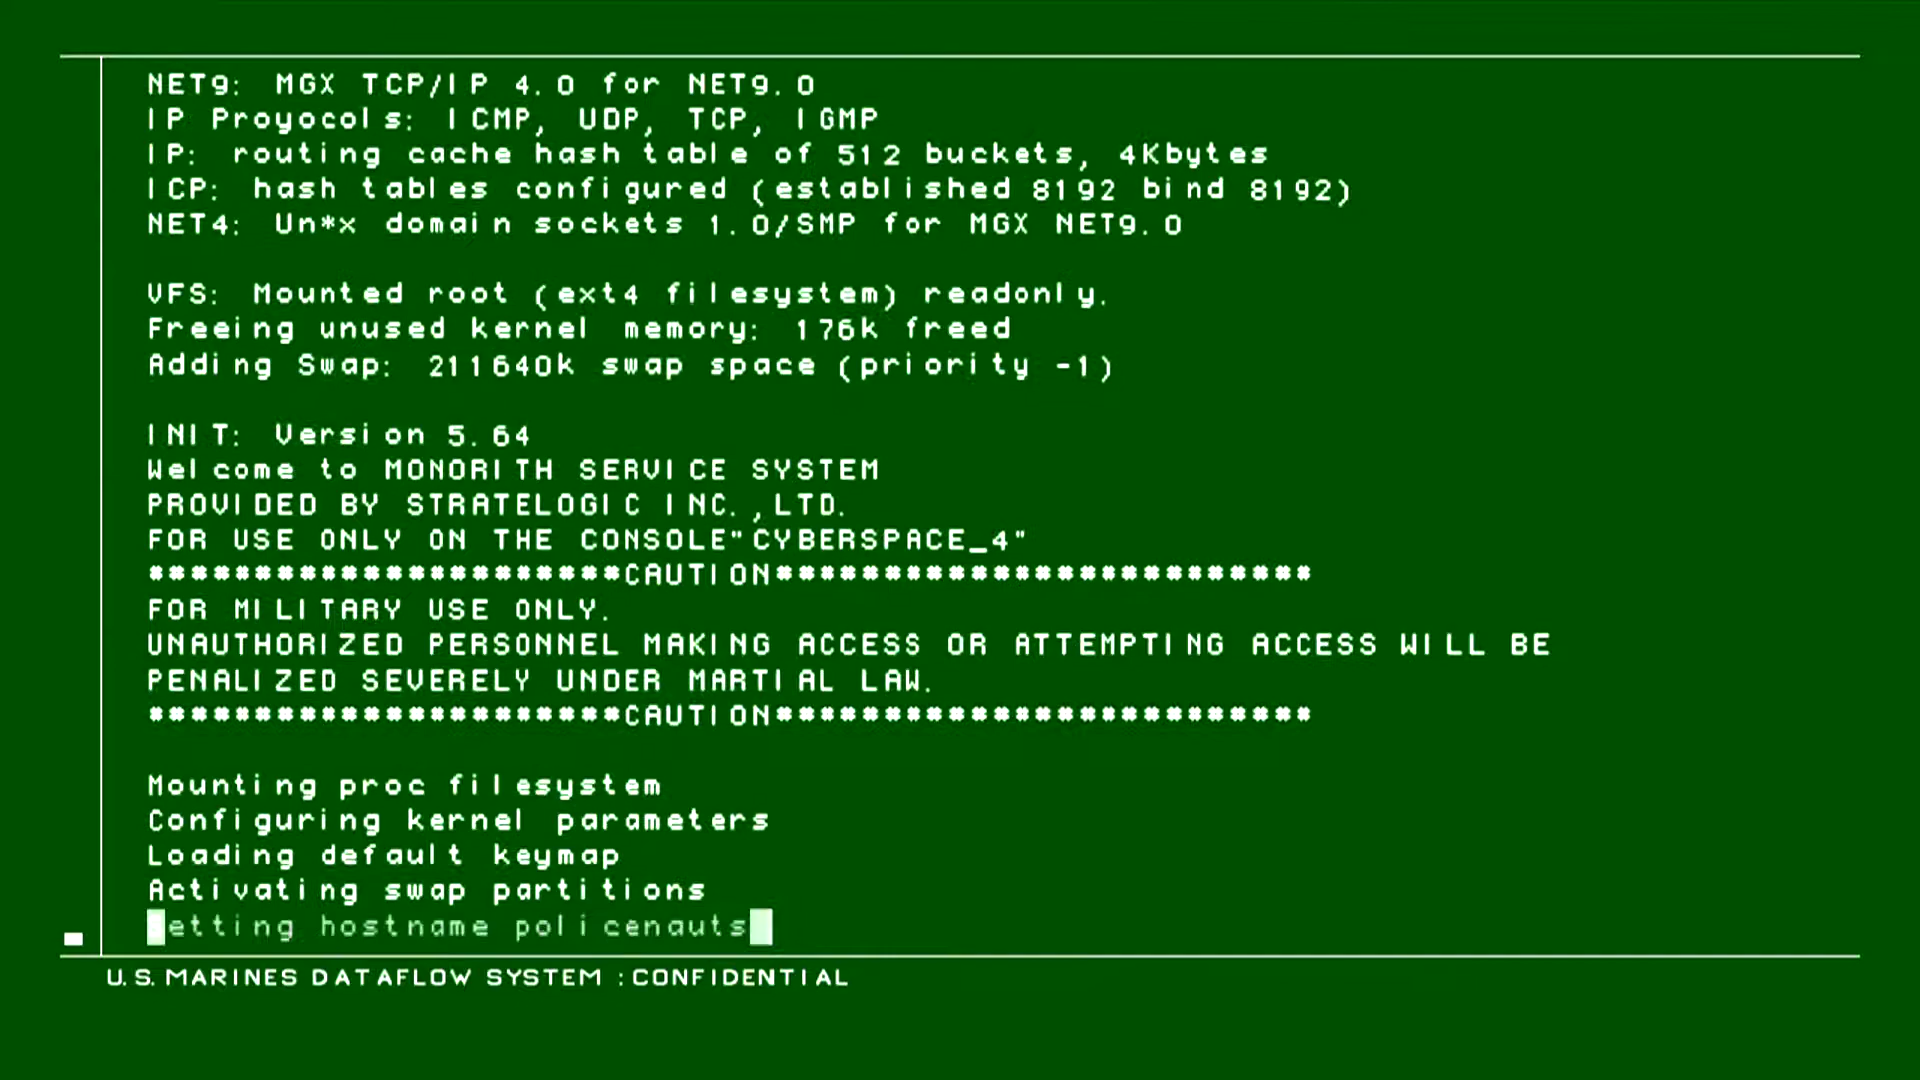 NET9: MGX TCP/IP 4.0 for NET9.0
IP Proyocols: ICMP, UDP, TCP, IGMP
IP: routing cache hash table of 512 buckets, 4Kbytes
ICP: hash tables configured (established 8192 bind 8192)
NET4: Un*x domain sockets 1.0/SMP for MGX NET9.0
VFS: Mounted root (ext4 filesystem) readonly.
Freeing unused kernel memory: 176k freed
Adding Swap: 211640k swap space (priority -1)
INIT: Version 5.64
Welcome to MONORITH SERVICE SYSTEM
PROVIDED BY STRATELOGIC INC.,LTD.
FOR USE ONLY ON THE CONSOLE"CYBERSPACE_4"
**********************CAUTION*************************
FOR MILITARY USE ONLY.
UNAUTHORIZED PERSONNEL MAKING ACCESS OR ATTEMPTING ACCESS WILL BE
PENALIZED SEVERELY UNDER MARTIAL LAW.
**********************CAUTION*************************
Mounting proc filesystem
Configuring kernel parameters
Loading default keymap
Activating swap partitions
etting hostname policenauts
U.S.MARINES DATAFLOW SYSTEM :CONFIDENTIAL